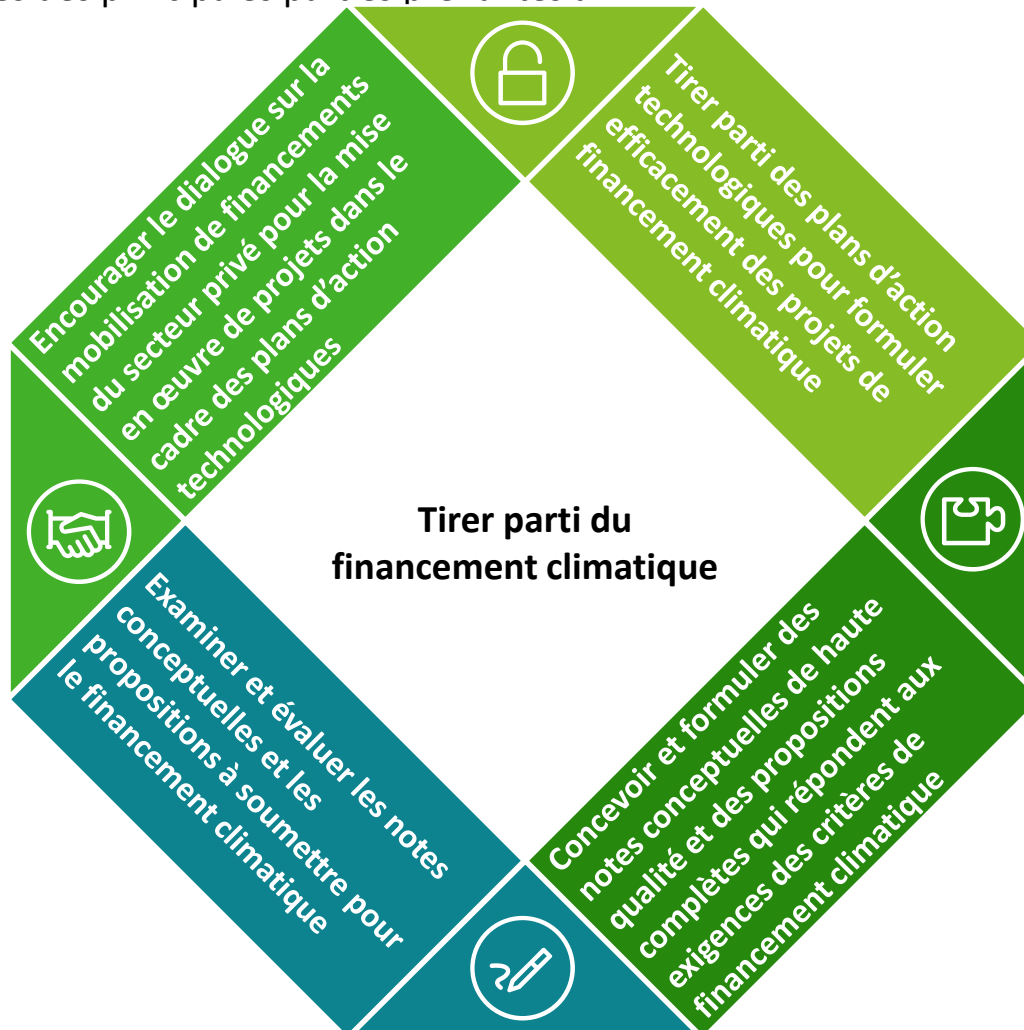 Encourager le dialogue sur la
mobilisation de financements
du secteur privé pour la mise
en œuvre de projets dans le
cadre des plans d'action
technologiques
Tirer parti des plans d'action
technologiques pour formuler
efficacement des projets de
financement climatique
Tirer parti du
financement climatique
Examiner et évaluer les notes
conceptuelles et les
propositions à soumettre pour
le financement climatique
Concevoir et formuler des
notes conceptuelles de haute
qualité et des propositions
complètes qui répondent aux
exigences des critères de
financement climatique